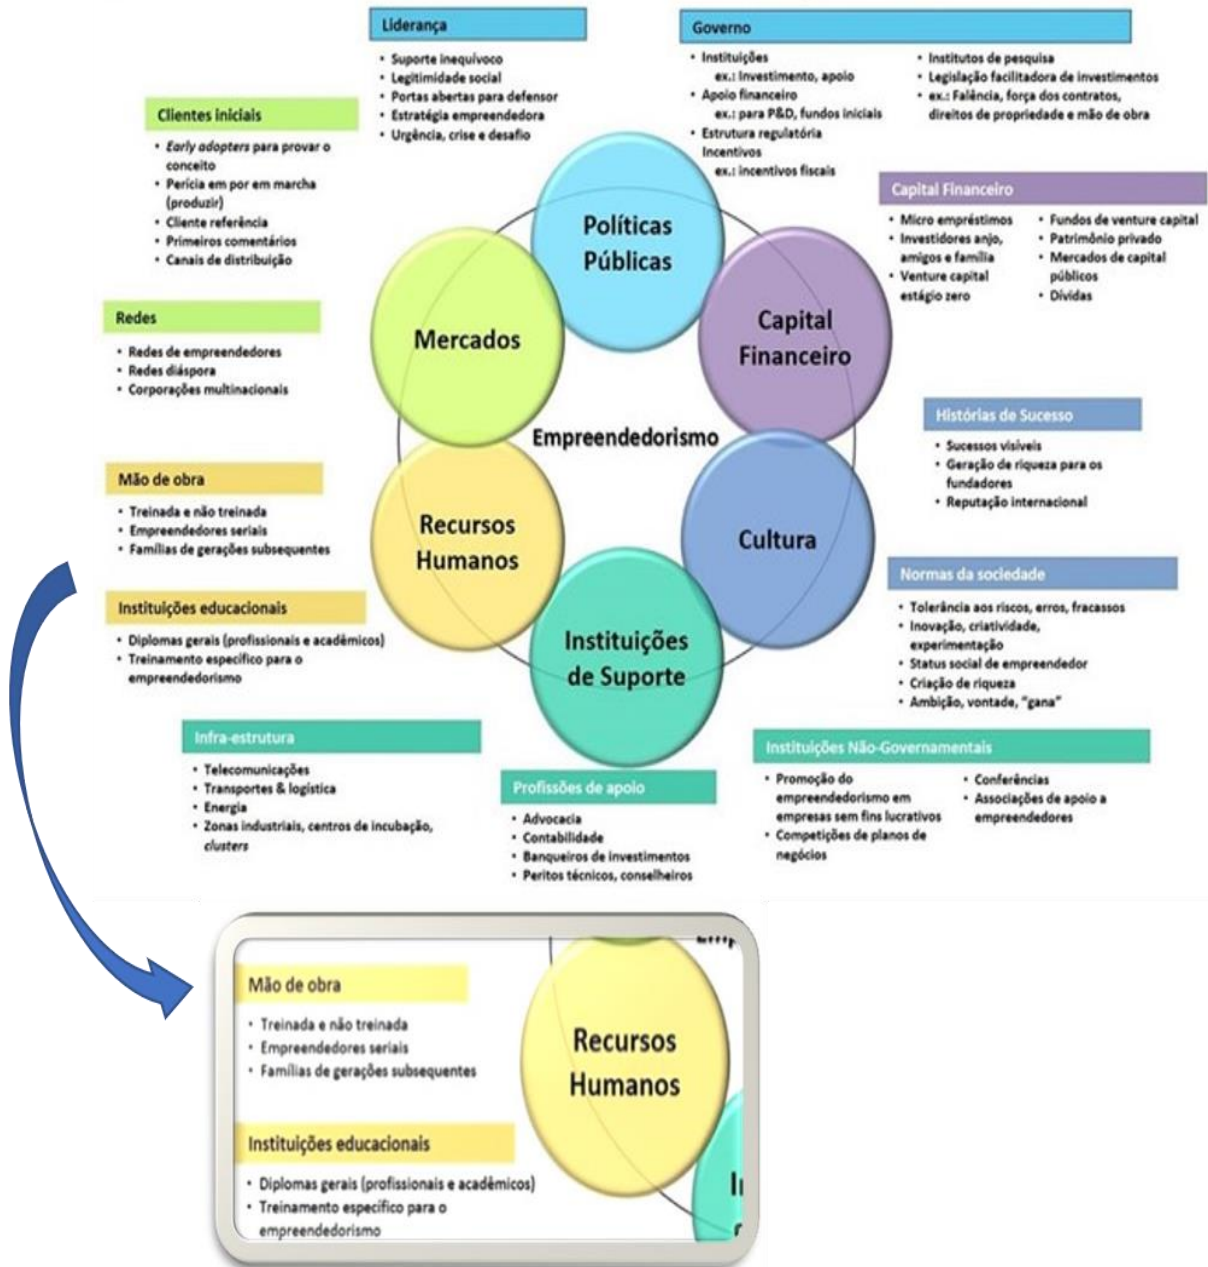 Liderança
• Suporte inequívoco
• Legitimidade social
• Portas abertas para defensor
• Estratégia empreendedora
• Urgência, crise e desafio
Governo
• Instituições
ex.: Investimento, apoio
• Apoio financeiro
ex.: para P&D, fundos iniciais
• Estrutura regulatória
Incentivos
ex.: incentivos fiscais
• Institutos de pesquisa
• Legislação facilitadora de investimentos
• ex.: Falência, força dos contratos,
direitos de propriedade e mão de obra
Clientes iniciais
• Early adopters para provar o
conceito
• Perícia em por em marcha
(produzir)
• Cliente referência
• Primeiros comentários
• Canais de distribuição
Capital Financeiro
• Micro empréstimos
• Investidores anjo,
amigos e família
• Venture capital
estágio zero
• Fundos de venture capital
• Patrimônio privado
• Mercados de capital
públicos
• Dívidas
Políticas
Públicas
Mercados
Capital
Financeiro
Empreendedorismo
Recursos
Humanos
Cultura
Instituições
de Suporte
Redes
• Redes de empreendedores
• Redes diáspora
• Corporações multinacionais
Histórias de Sucesso
• Sucessos visíveis
• Geração de riqueza para os
fundadores
• Reputação internacional
Mão de obra
• Treinada e não treinada
• Empreendedores seriais
• Famílias de gerações subsequentes
Normas da sociedade
• Tolerância aos riscos, erros, fracassos
• Inovação, criatividade,
experimentação
• Status social de empreendedor
• Criação de riqueza
• Ambição, vontade, "gana"
Instituições educacionais
• Diplomas gerais (profissionais e acadêmicos)
• Treinamento específico para o
empreendedorismo
Infra-estrutura
• Telecomunicações
• Transportes & logística
• Energia
• Zonas industriais, centros de incubação,
clusters
Profissões de apoio
• Advocacia
• Contabilidade
• Banqueiros de investimentos
• Peritos técnicos, conselheiros
Instituições Não-Governamentais
• Promoção do
empreendedorismo em
empresas sem fins lucrativos
• Competições de planos de
negócios
• Conferências
• Associações de apoio a
empreendedores
Mão de obra
• Treinada e não treinada
• Empreendedores seriais
• Famílias de gerações subsequentes
Recursos
Humanos
Instituições educacionais
• Diplomas gerais (profissionais e acadêmicos)
• Treinamento específico para o
empreendedorismo